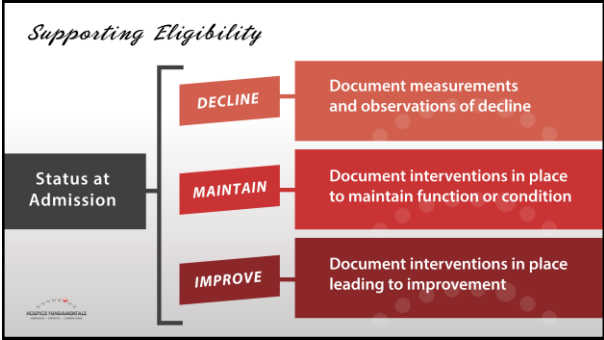 Supporting Eligibility
Status at
Admission
DECLINE
Document measurements
and observations of decline
MAINTAIN
Document interventions in place
to maintain function or condition
IMPROVE
Document interventions in place
leading to improvement
HOSPICE FUNDAMENTALS